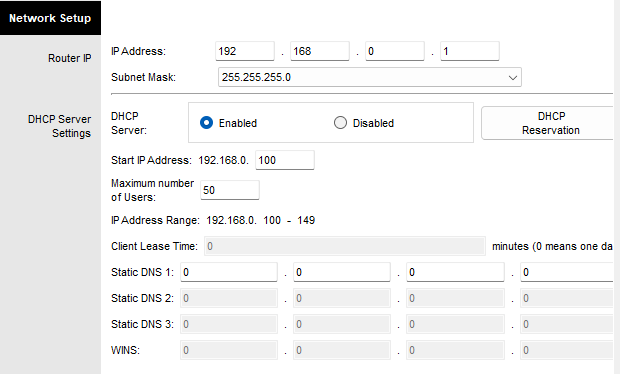 Network Setup
Router IP
IP Address: 192 . 168 . 0 . 1
Subnet Mask: 255.255.255.0
DHCP Server
Settings
DHCP
Server: Enabled Disabled DHCP
Reservation
Start IP Address: 192.168.0. 100
Maximum number
of Users: 50
IP Address Range: 192.168.0. 100 - 149
Client Lease Time: 0 minutes (0 means one da
Static DNS 1: 0 . 0 . 0 . 0
Static DNS 2: 0 . 0 . 0 . 0
Static DNS 3: 0 . 0 . 0 . 0
WINS: 0 . 0 . 0 . 0